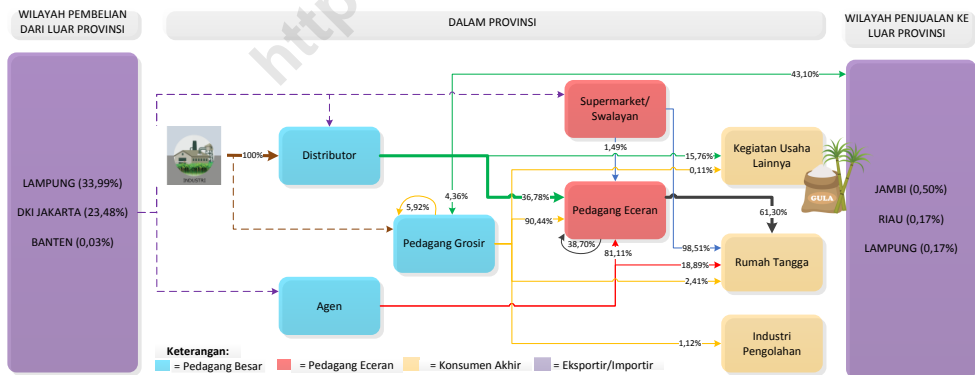 WILAYAH PEMBELIAN
DARI LUAR PROVINSI
DALAM PROVINSI
WILAYAH PENJUALAN KE
LUAR PROVINSI
http
LAMPUNG (33,99%)
DKI JAKARTA (23,48%)
BANTEN (0,03%)
INDUSTRI
100%
Distributor
Supermarket/
Swalayan
43,10%
1,49%
Kegiatan Usaha
Lainnya
15,76%
0,11%
GULA
4,36%
36,78%
5,92%
Pedagang Grosir
90,44%
Pedagang Eceran
38,70%
81,11%
61,30%
98,51%
18,89%
2,41%
Rumah Tangga
Agen
1,12%
Industri
Pengolahan
JAMBI (0,50%)
RIAU (0,17%)
LAMPUNG (0,17%)
Keterangan:
= Pedagang Besar
= Pedagang Eceran
= Konsumen Akhir
= Eksportir/Importir